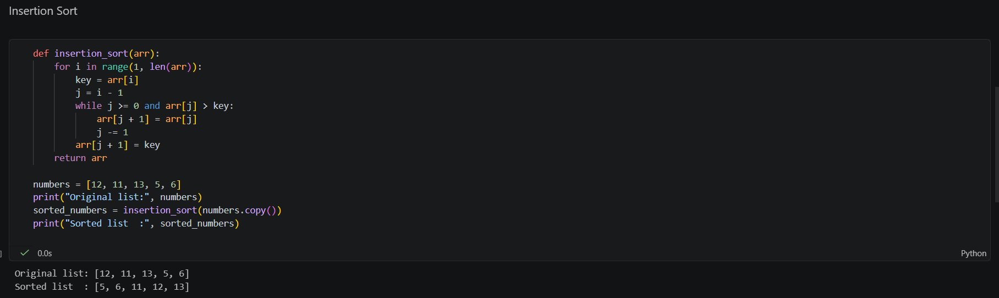 Insertion Sort
def insertion_sort(arr):
    for i in range(1, len(arr)):
        key = arr[i]
        j = i - 1
        while j >= 0 and arr[j] > key:
            arr[j + 1] = arr[j]
            j -= 1
        arr[j + 1] = key
    return arr

numbers = [12, 11, 13, 5, 6]
print("Original list:", numbers)
sorted_numbers = insertion_sort(numbers.copy())
print("Sorted list  :", sorted_numbers)
] 0.0s Python
Original list: [12, 11, 13, 5, 6]
Sorted list  : [5, 6, 11, 12, 13]